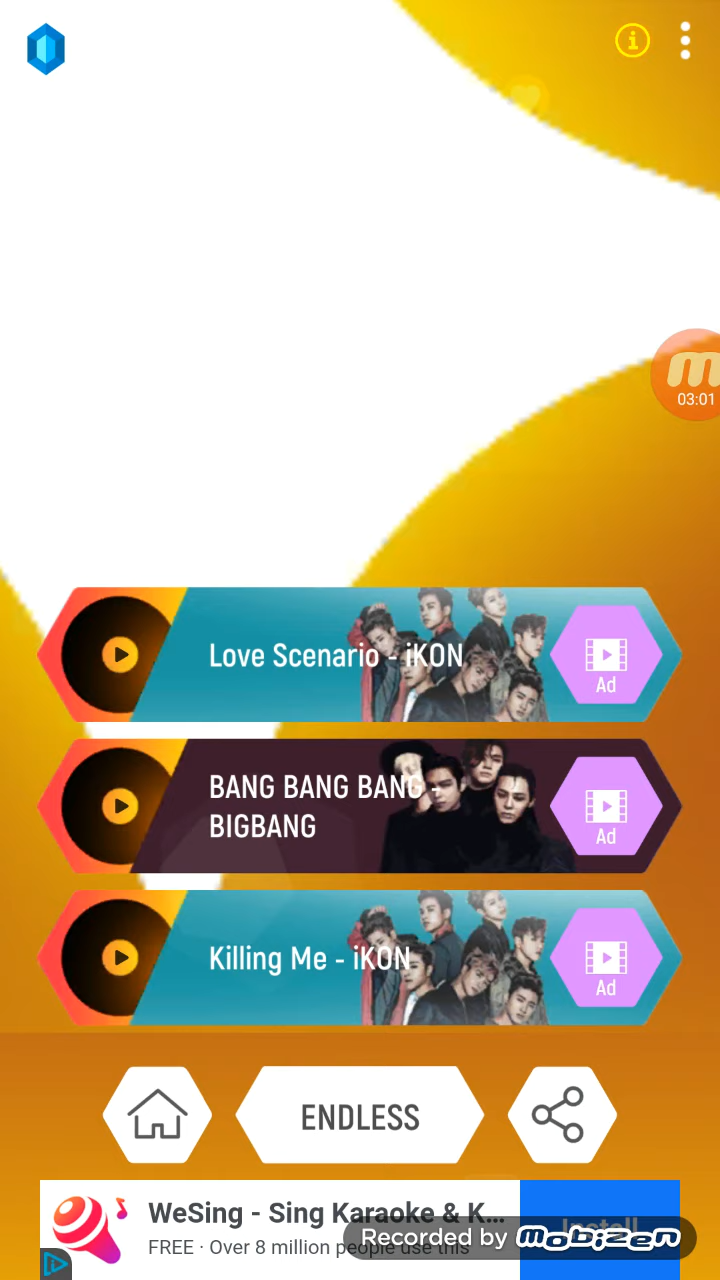 03:01
Love Scenario - iKON
Ad
BANG BANG BANG -
BIGBANG
Ad
Killing Me - iKON
Ad
ENDLESS
WeSing - Sing Karaoke & K...
FREE · Over 8 million people use this
Install
Recorded by mobizen